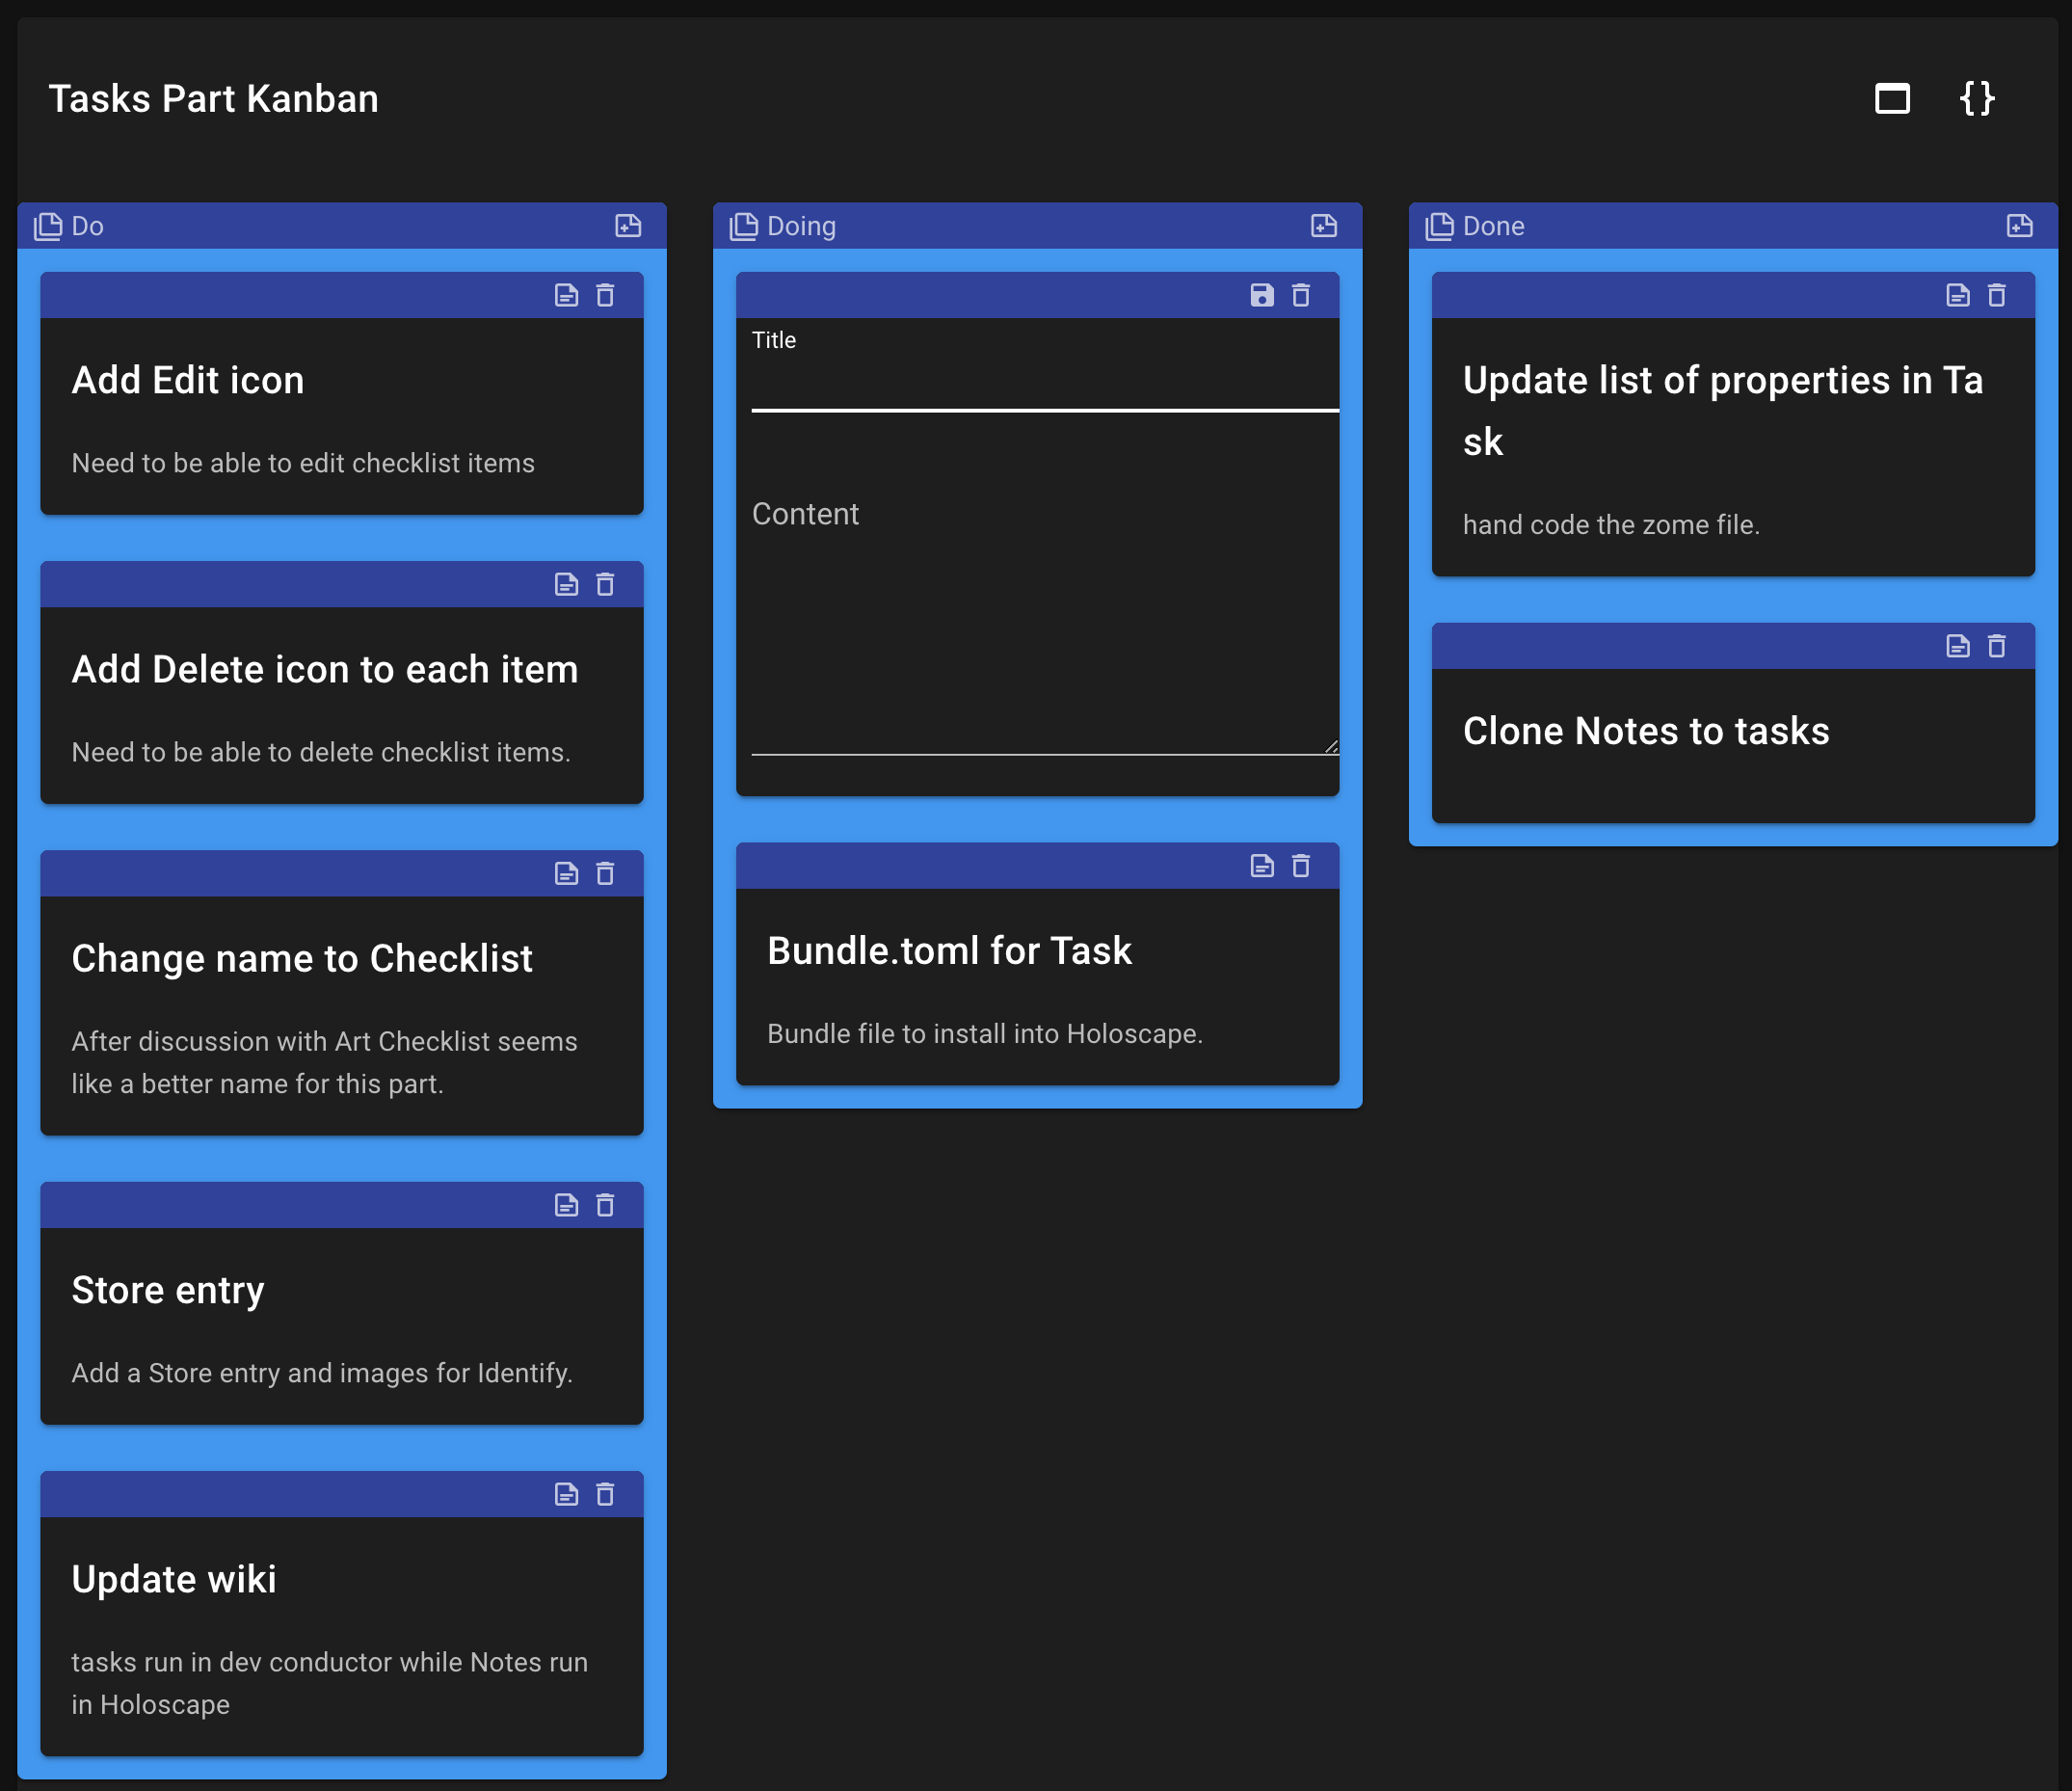 Tasks Part Kanban
{}
Do
Add Edit icon
Need to be able to edit checklist items
Add Delete icon to each item
Need to be able to delete checklist items.
Change name to Checklist
After discussion with Art Checklist seems
like a better name for this part.
Store entry
Add a Store entry and images for Identify.
Update wiki
tasks run in dev conductor while Notes run
in Holoscape
Doing
Title
Content
Bundle.toml for Task
Bundle file to install into Holoscape.
Done
Update list of properties in Ta
sk
hand code the zome file.
Clone Notes to tasks